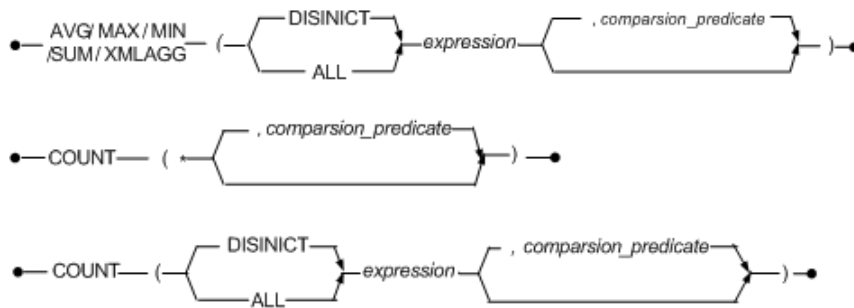 DISINICT
, comparsion_predicate
AVG/ MAX / MIN
/SUM / XMLAGG ( expression )
ALL
, comparsion_predicate
COUNT ( * )
DISINICT
, comparsion_predicate
COUNT ( expression )
ALL